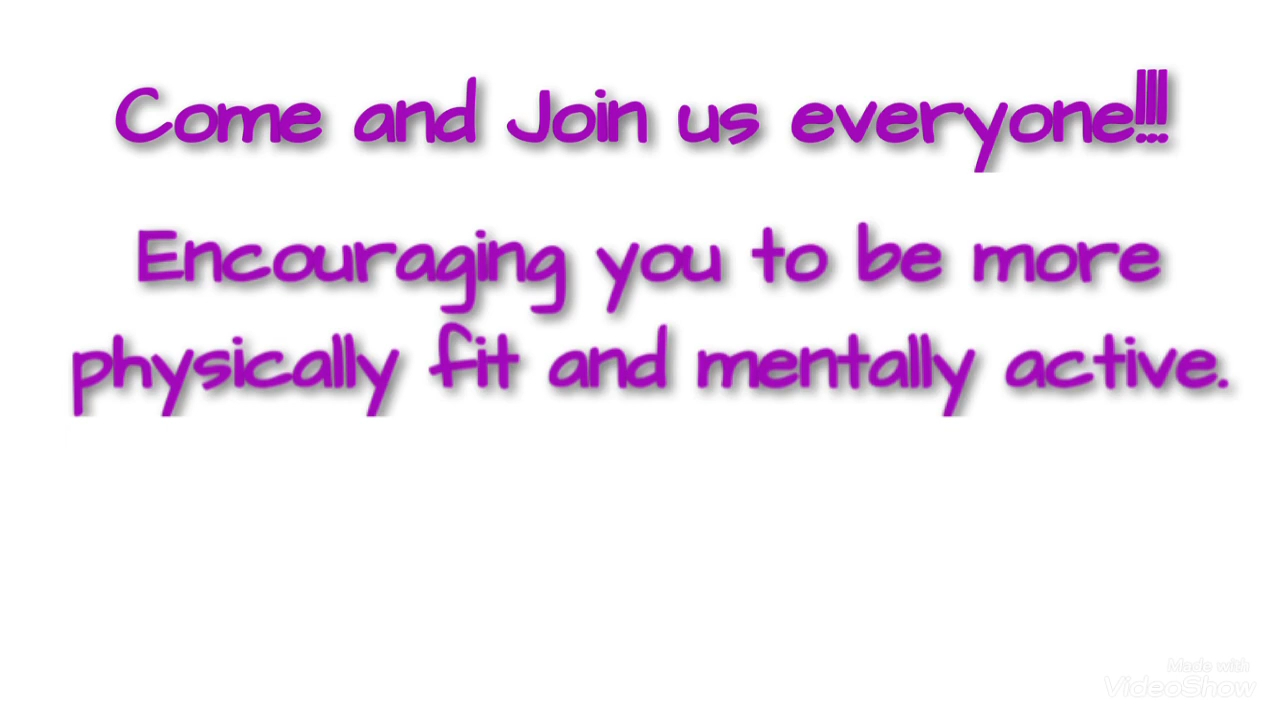 Come and Join us everyone!!!
Encouraging you to be more
physically fit and mentally active.
Made with
VideoShow